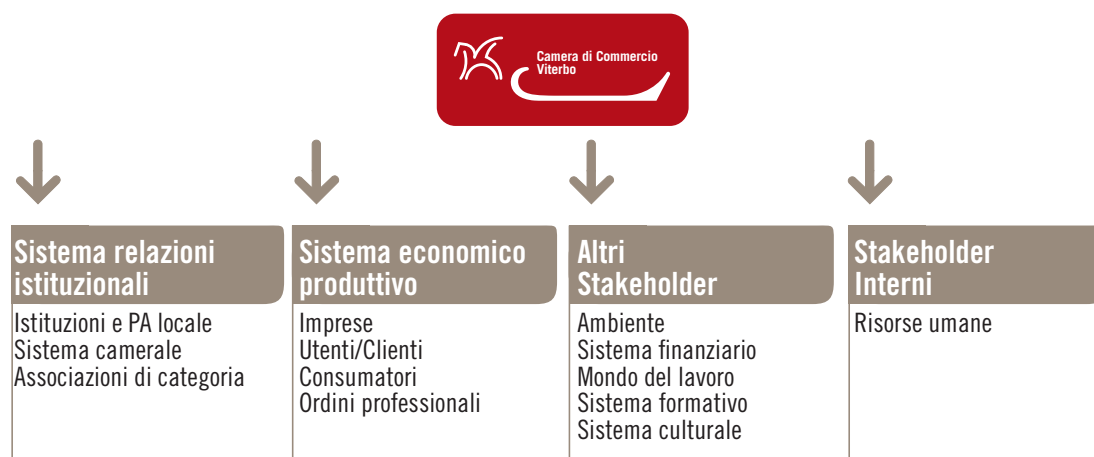 Camera di Commercio
Viterbo
Sistema relazioni
istituzionali
Istituzioni e PA locale
Sistema camerale
Associazioni di categoria
Sistema economico
produttivo
Imprese
Utenti/Clienti
Consumatori
Ordini professionali
Altri
Stakeholder
Ambiente
Sistema finanziario
Mondo del lavoro
Sistema formativo
Sistema culturale
Stakeholder
Interni
Risorse umane